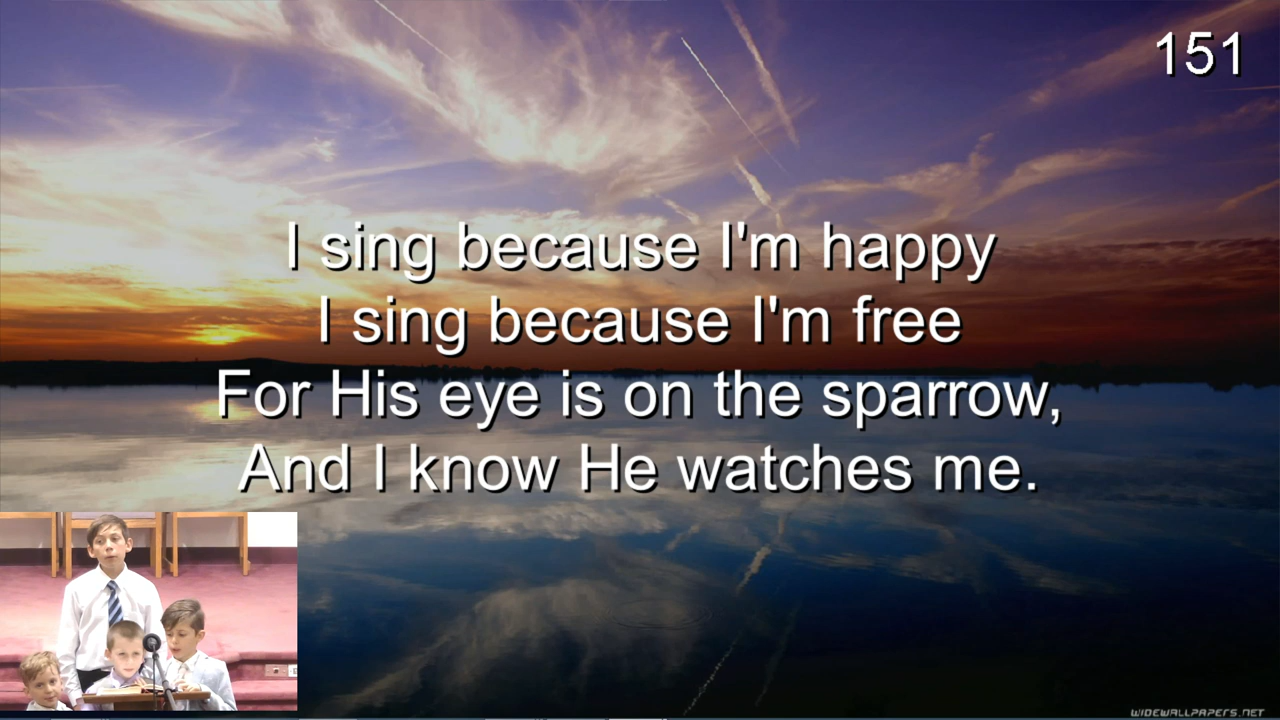 151
I sing because I'm happy
I sing because I'm free
For His eye is on the sparrow,
And I know He watches me.
WIDEWALLPAPERS.NET